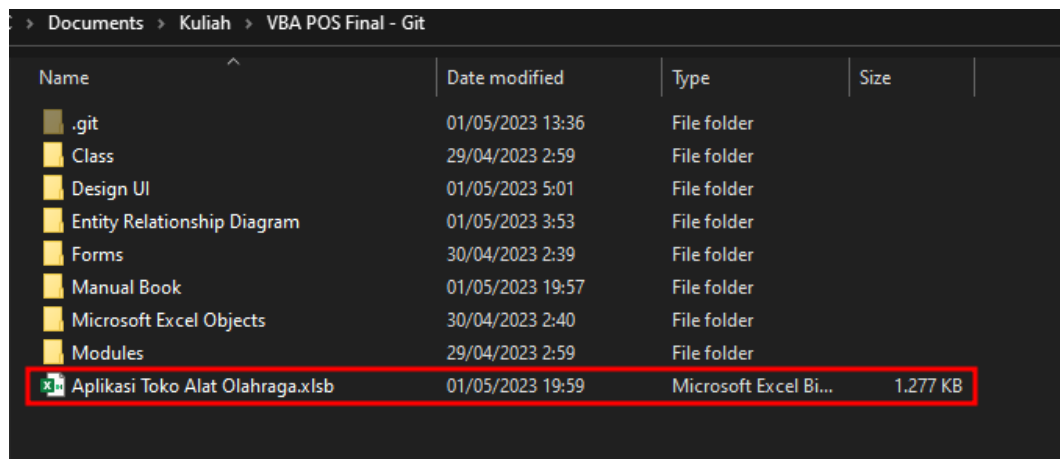 > Documents > Kuliah > VBA POS Final - Git
Name Date modified Type Size
.git 01/05/2023 13:36 File folder
Class 29/04/2023 2:59 File folder
Design UI 01/05/2023 5:01 File folder
Entity Relationship Diagram 01/05/2023 3:53 File folder
Forms 30/04/2023 2:39 File folder
Manual Book 01/05/2023 19:57 File folder
Microsoft Excel Objects 30/04/2023 2:40 File folder
Modules 29/04/2023 2:59 File folder
Aplikasi Toko Alat Olahraga.xlsb 01/05/2023 19:59 Microsoft Excel Bi... 1.277 KB